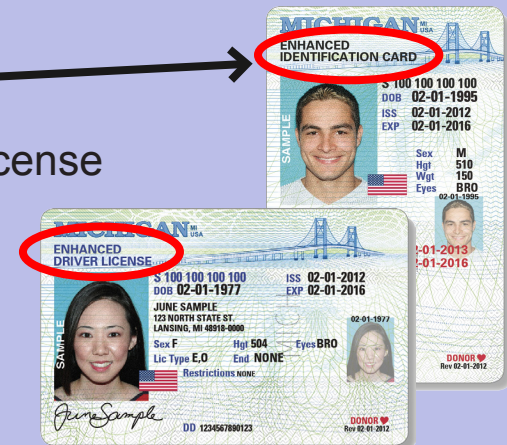 MICHIGAN MI USA
ENHANCED
IDENTIFICATION CARD
S 100 100 100 100
DOB 02-01-1995
ISS 02-01-2012
EXP 02-01-2016
SAMPLE
Sex M
Hgt 510
Wgt 150
Eyes BRO
02-01-1995
-01-2013
-01-2016
DONOR
Rev 02-01-2012
cense
MICHIGAN MI USA
ENHANCED
DRIVER LICENSE
S 100 100 100 100 ISS 02-01-2012
DOB 02-01-1977 EXP 02-01-2016
JUNE SAMPLE
123 NORTH STATE ST.
LANSING, MI 48918-0000
02-01-1977
SAMPLE
Sex F Hgt 504 Eyes BRO
Lic Type E,O End NONE
Restrictions NONE
June Sample
DD 1234567890123
DONOR
Rev 02-01-2012